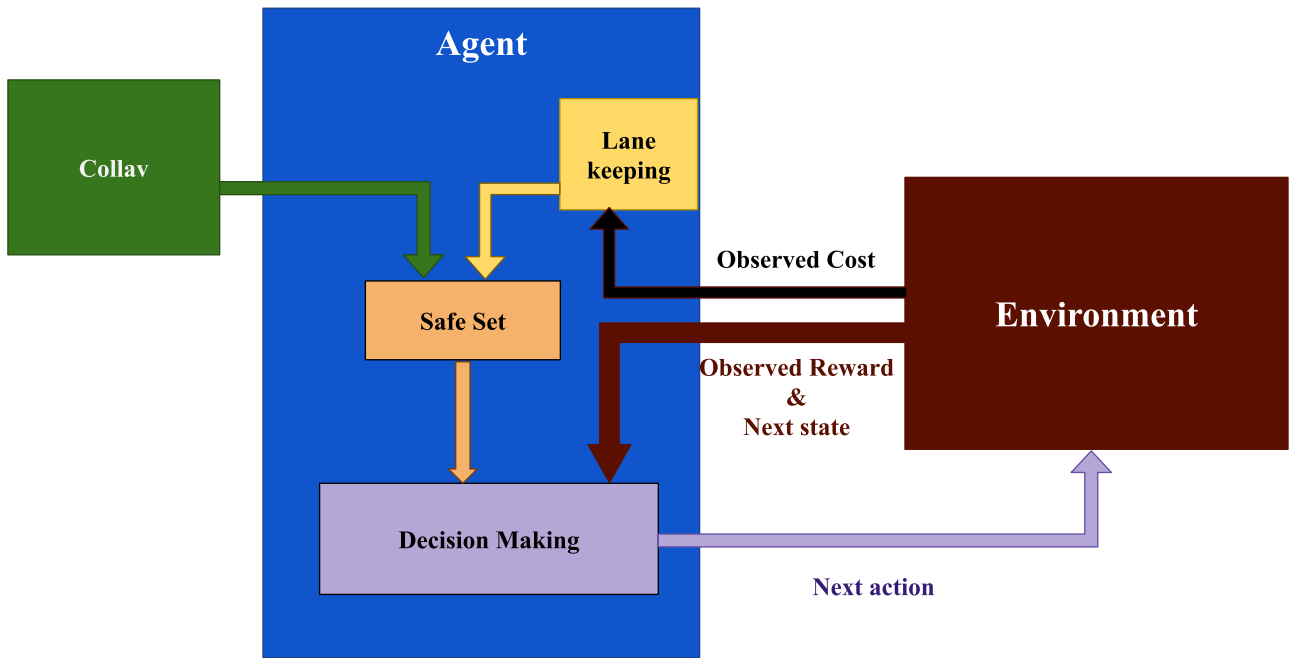 Agent
Collav
Lane
keeping
Observed Cost
Safe Set
Environment
Observed Reward
&
Next state
Decision Making
Next action